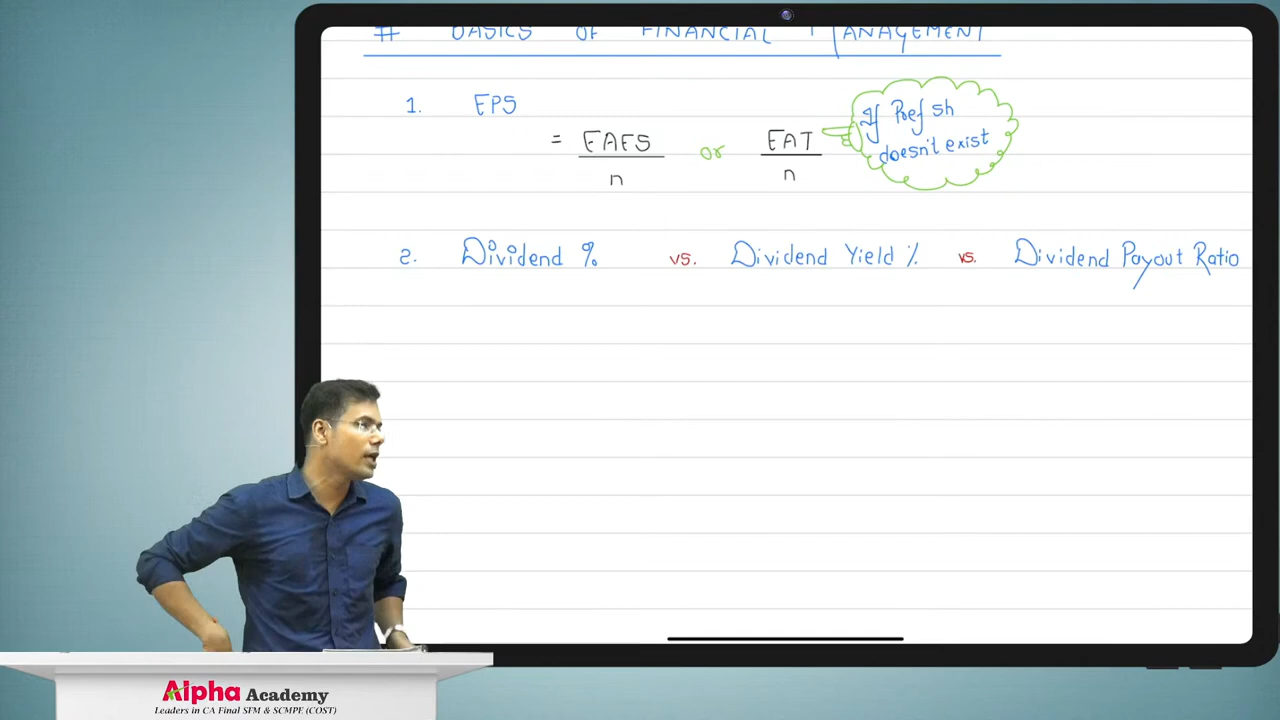 # BASICS OF FINANCIAL MANAGEMENT
1. EPS
= EAFS or EAT
n n
If Pref sh
doesn't exist
2. Dividend % vs. Dividend Yield % vs. Dividend Payout Ratio
Alpha Academy
Leaders in CA Final SFM & SCMPE (COST)